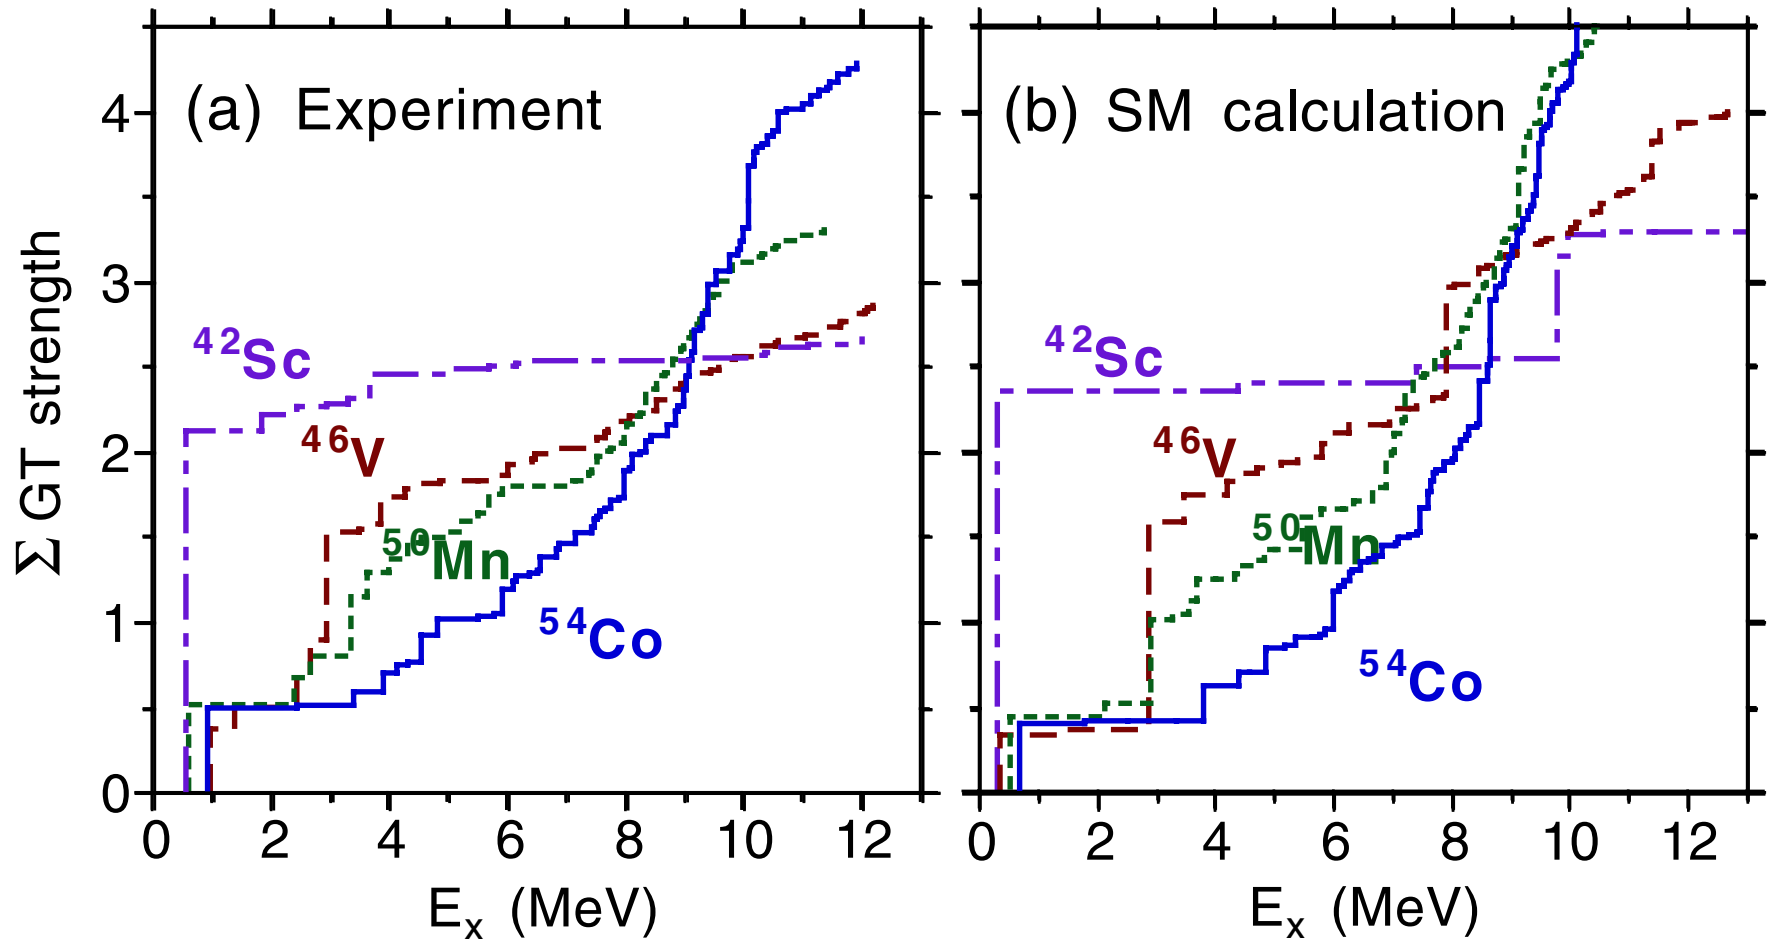 (a) Experiment
(b) SM calculation
Σ GT strength
4
3
2
1
0
⁴²Sc
⁴⁶V
⁵⁰Mn
⁵⁴Co
⁴²Sc
⁴⁶V
⁵⁰Mn
⁵⁴Co
0 2 4 6 8 10 12
0 2 4 6 8 10 12
Eₓ (MeV)
Eₓ (MeV)